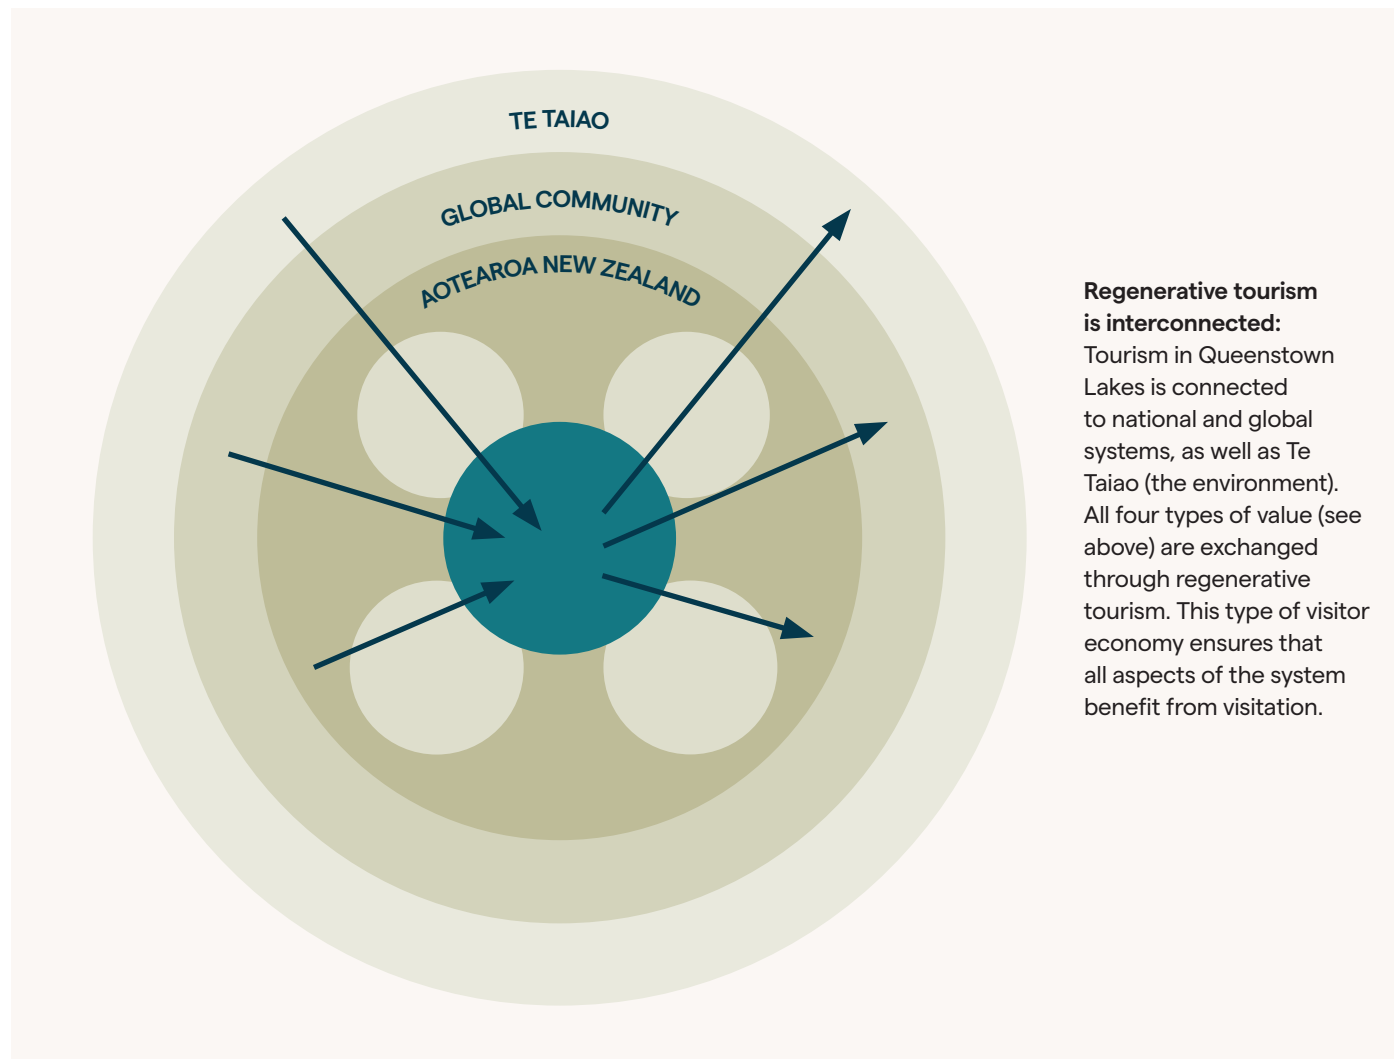 TE TAIAO
GLOBAL COMMUNITY
AOTEAROA NEW ZEALAND
Regenerative tourism
is interconnected:
Tourism in Queenstown
Lakes is connected
to national and global
systems, as well as Te
Taiao (the environment).
All four types of value (see
above) are exchanged
through regenerative
tourism. This type of visitor
economy ensures that
all aspects of the system
benefit from visitation.